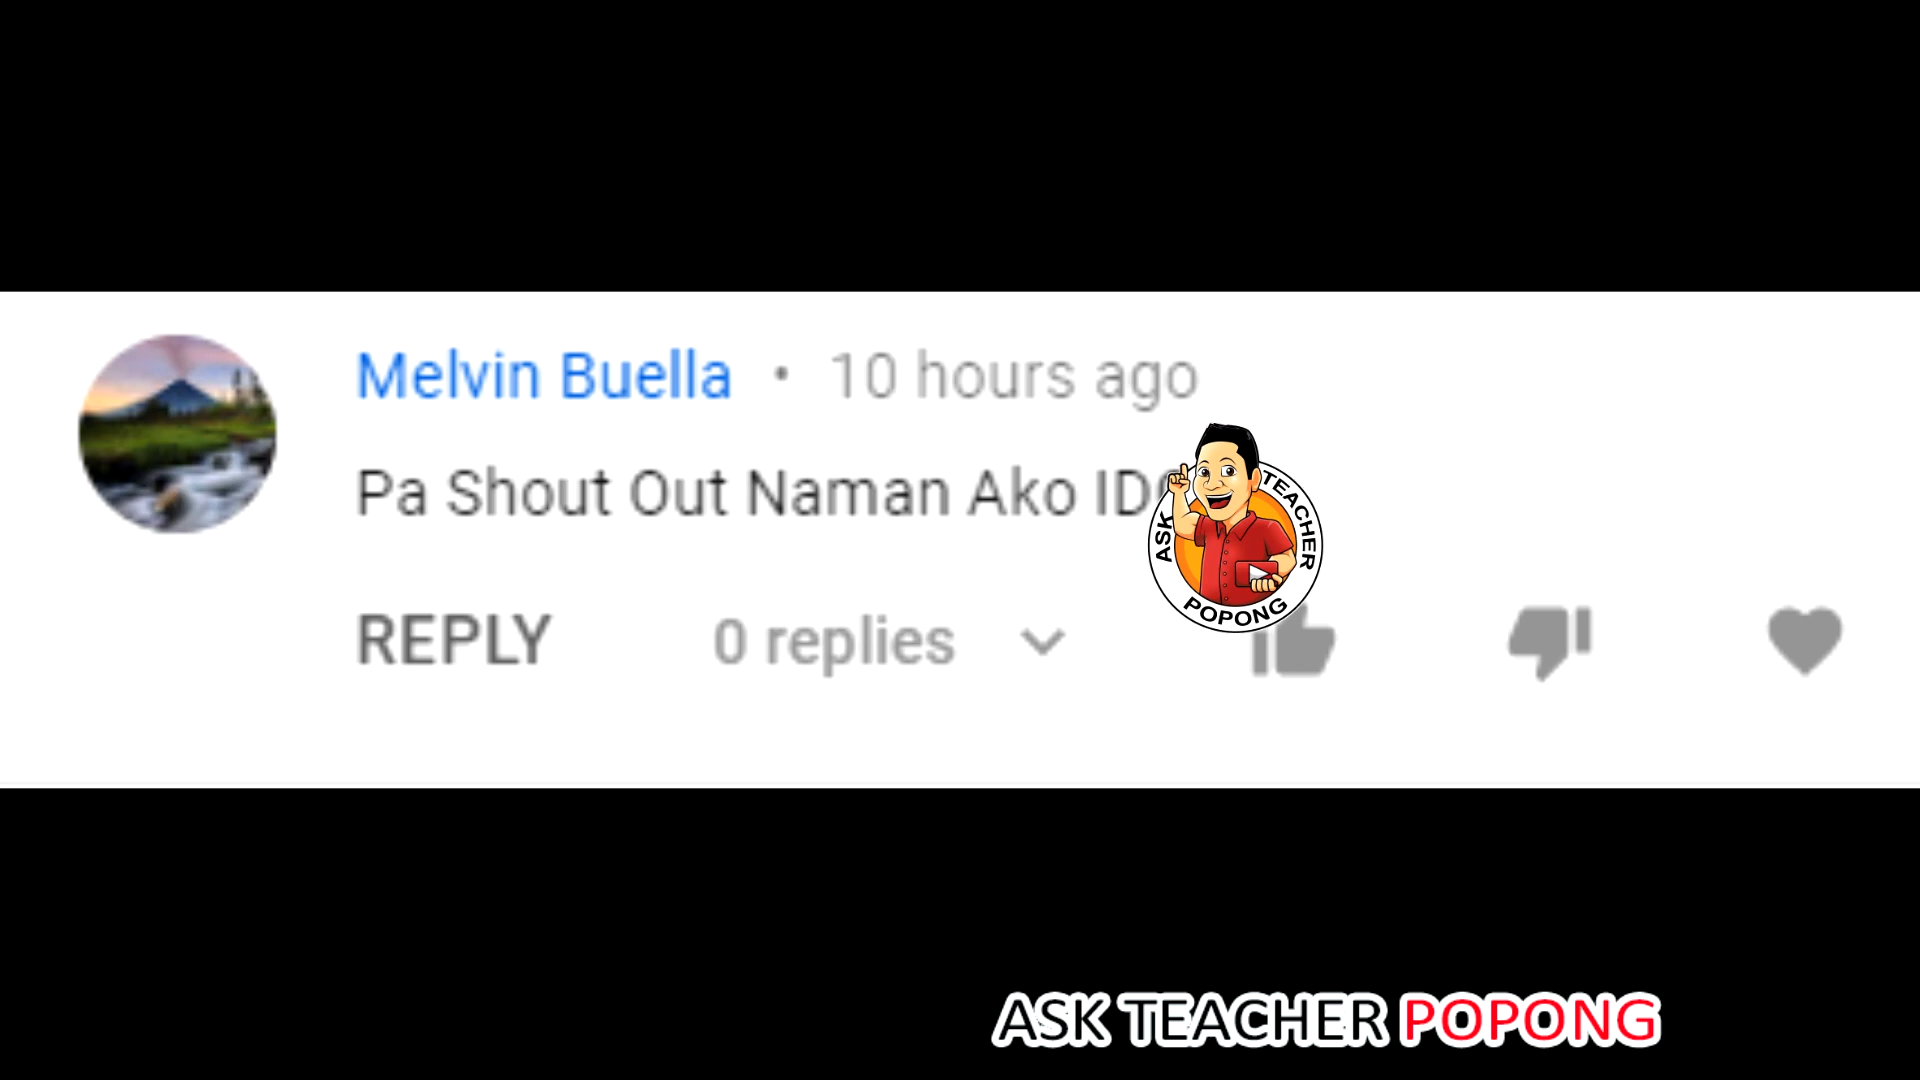 Melvin Buella • 10 hours ago
Pa Shout Out Naman Ako
REPLY 0 replies
ASK TEACHER POPONG
ASK TEACHER POPONG